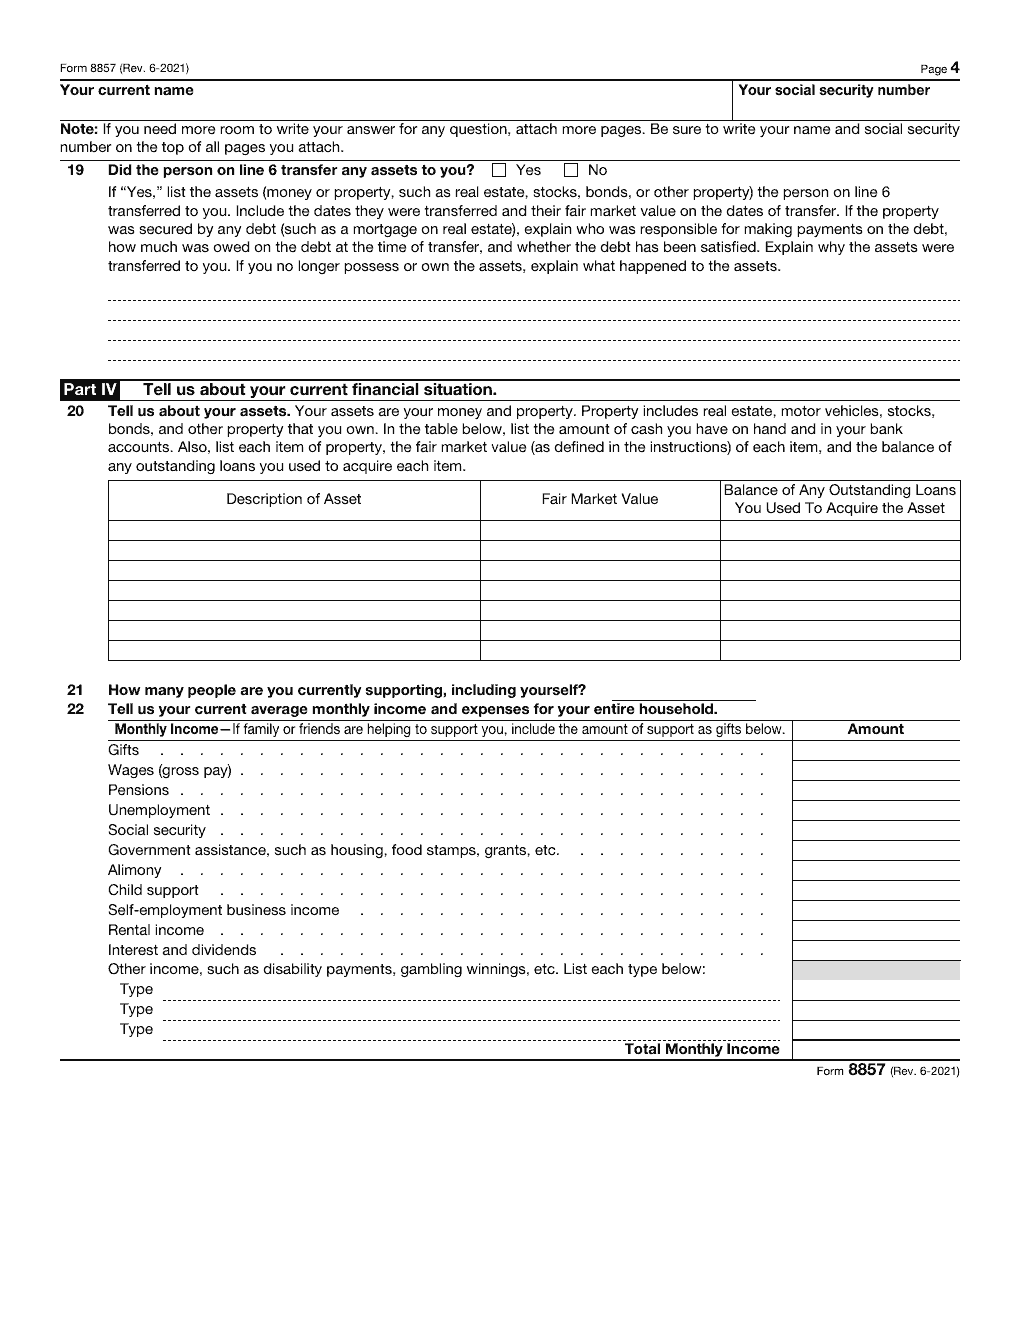 Form 8857 (Rev. 6-2021) Page 4
Your current name Your social security number
Note: If you need more room to write your answer for any question, attach more pages. Be sure to write your name and social security
number on the top of all pages you attach.
19 Did the person on line 6 transfer any assets to you? Yes No
If “Yes,” list the assets (money or property, such as real estate, stocks, bonds, or other property) the person on line 6
transferred to you. Include the dates they were transferred and their fair market value on the dates of transfer. If the property
was secured by any debt (such as a mortgage on real estate), explain who was responsible for making payments on the debt,
how much was owed on the debt at the time of transfer, and whether the debt has been satisfied. Explain why the assets were
transferred to you. If you no longer possess or own the assets, explain what happened to the assets.
Part IV Tell us about your current financial situation.
20 Tell us about your assets. Your assets are your money and property. Property includes real estate, motor vehicles, stocks,
bonds, and other property that you own. In the table below, list the amount of cash you have on hand and in your bank
accounts. Also, list each item of property, the fair market value (as defined in the instructions) of each item, and the balance of
any outstanding loans you used to acquire each item.
Description of Asset Fair Market Value Balance of Any Outstanding Loans
You Used To Acquire the Asset
21 How many people are you currently supporting, including yourself?
22 Tell us your current average monthly income and expenses for your entire household.
Monthly Income—If family or friends are helping to support you, include the amount of support as gifts below. Amount
Gifts . . . . . . . . . . . . . . . . . . . . . . . . . . . . . . .
Wages (gross pay) . . . . . . . . . . . . . . . . . . . . . . . . . . .
Pensions . . . . . . . . . . . . . . . . . . . . . . . . . . . . . .
Unemployment . . . . . . . . . . . . . . . . . . . . . . . . . . . .
Social security . . . . . . . . . . . . . . . . . . . . . . . . . . . .
Government assistance, such as housing, food stamps, grants, etc. . . . . . . . . . . .
Alimony . . . . . . . . . . . . . . . . . . . . . . . . . . . . . .
Child support . . . . . . . . . . . . . . . . . . . . . . . . . . . .
Self-employment business income . . . . . . . . . . . . . . . . . . . . .
Rental income . . . . . . . . . . . . . . . . . . . . . . . . . . . .
Interest and dividends . . . . . . . . . . . . . . . . . . . . . . . . .
Other income, such as disability payments, gambling winnings, etc. List each type below:
Type
Type
Type
Total Monthly Income
Form 8857 (Rev. 6-2021)